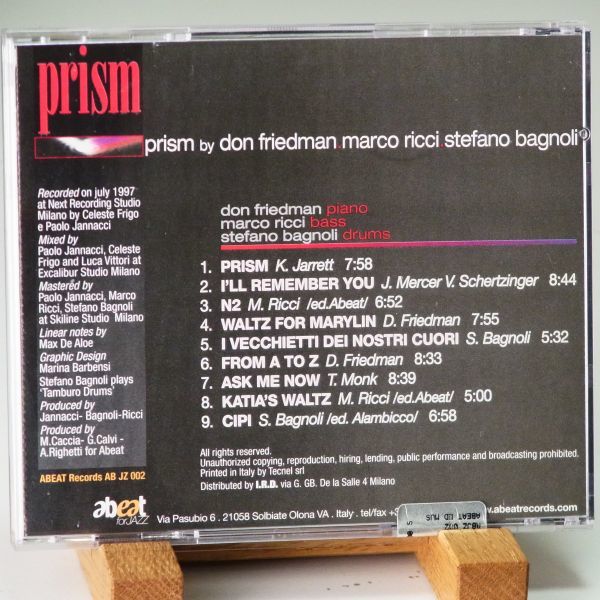 prism
prism by don friedman.marco ricci.stefano bagnoli
Recorded on july 1997
at Next Recording Studio
Milano by Celeste Frigo
e Paolo Jannacci
Mixed by
Paolo Jannacci, Celeste
Frigo and Luca Vittori at
Excalibur Studio Milano
Mastered by
Paolo Jannacci, Marco
Ricci, Stefano Bagnoli
at Skiline Studio Milano
Linear notes by
Max De Aloe
Graphic Design
Marina Barbensi
Stefano Bagnoli plays
'Tamburo Drums'
Produced by
Jannacci- Bagnoli-Ricci
Produced by
M.Caccia- G.Calvi -
A.Righetti for Abeat
ABEAT Records AB JZ 002
don friedman piano
marco ricci bass
stefano bagnoli drums
1. PRISM K. Jarrett 7:58
2. I'LL REMEMBER YOU J. Mercer V. Schertzinger 8:44
3. N2 M. Ricci /ed.Abeat/ 6:52
4. WALTZ FOR MARYLIN D. Friedman 7:55
5. I VECCHIETTI DEI NOSTRI CUORI S. Bagnoli 5:32
6. FROM A TO Z D. Friedman 8:33
7. ASK ME NOW T. Monk 8:39
8. KATIA'S WALTZ M. Ricci /ed.Abeat/ 5:00
9. CIPI S. Bagnoli /ed. Alambicco/ 6:58
All rights reserved.
Unauthorized copying, reproduction, hiring, lending, public performance and broadcasting prohibited.
Printed in Italy by Tecnel srl
Distributed by I.R.D. via G. GB. De la Salle 4 Milano
abeat
for JAZZ
Via Pasubio 6 . 21058 Solbiate Olona VA . Italy . tel/fax
.abeatrecords.com